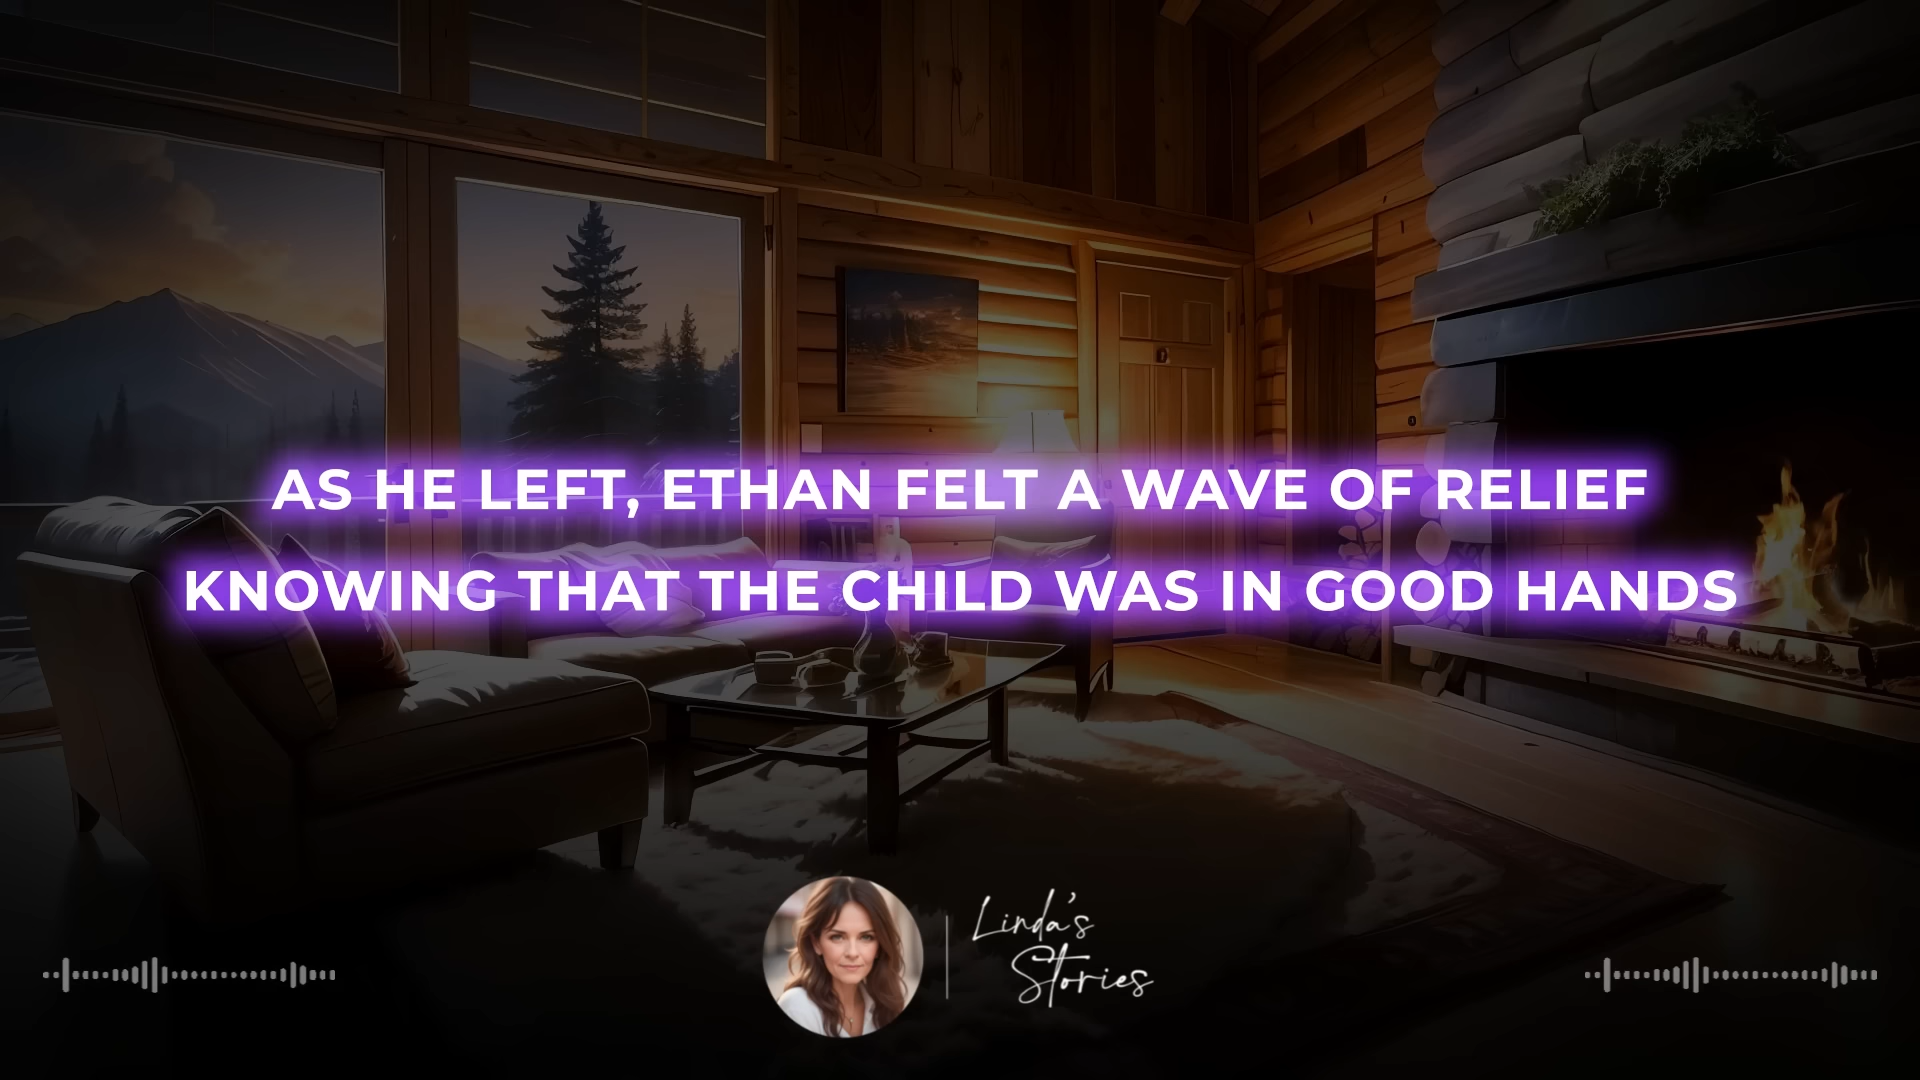 AS HE LEFT, ETHAN FELT A WAVE OF RELIEF
KNOWING THAT THE CHILD WAS IN GOOD HANDS
Linda's
Stories